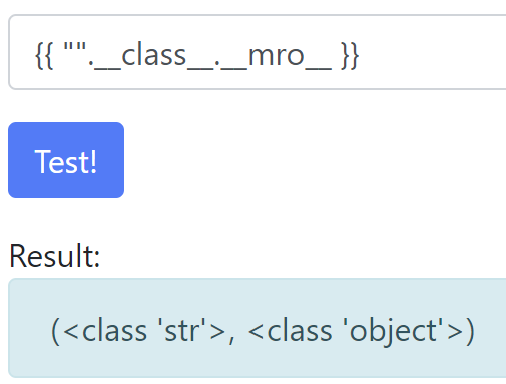 {{ "".__class__.__mro__ }}
Test!
Result:
(<class 'str'>, <class 'object'>)